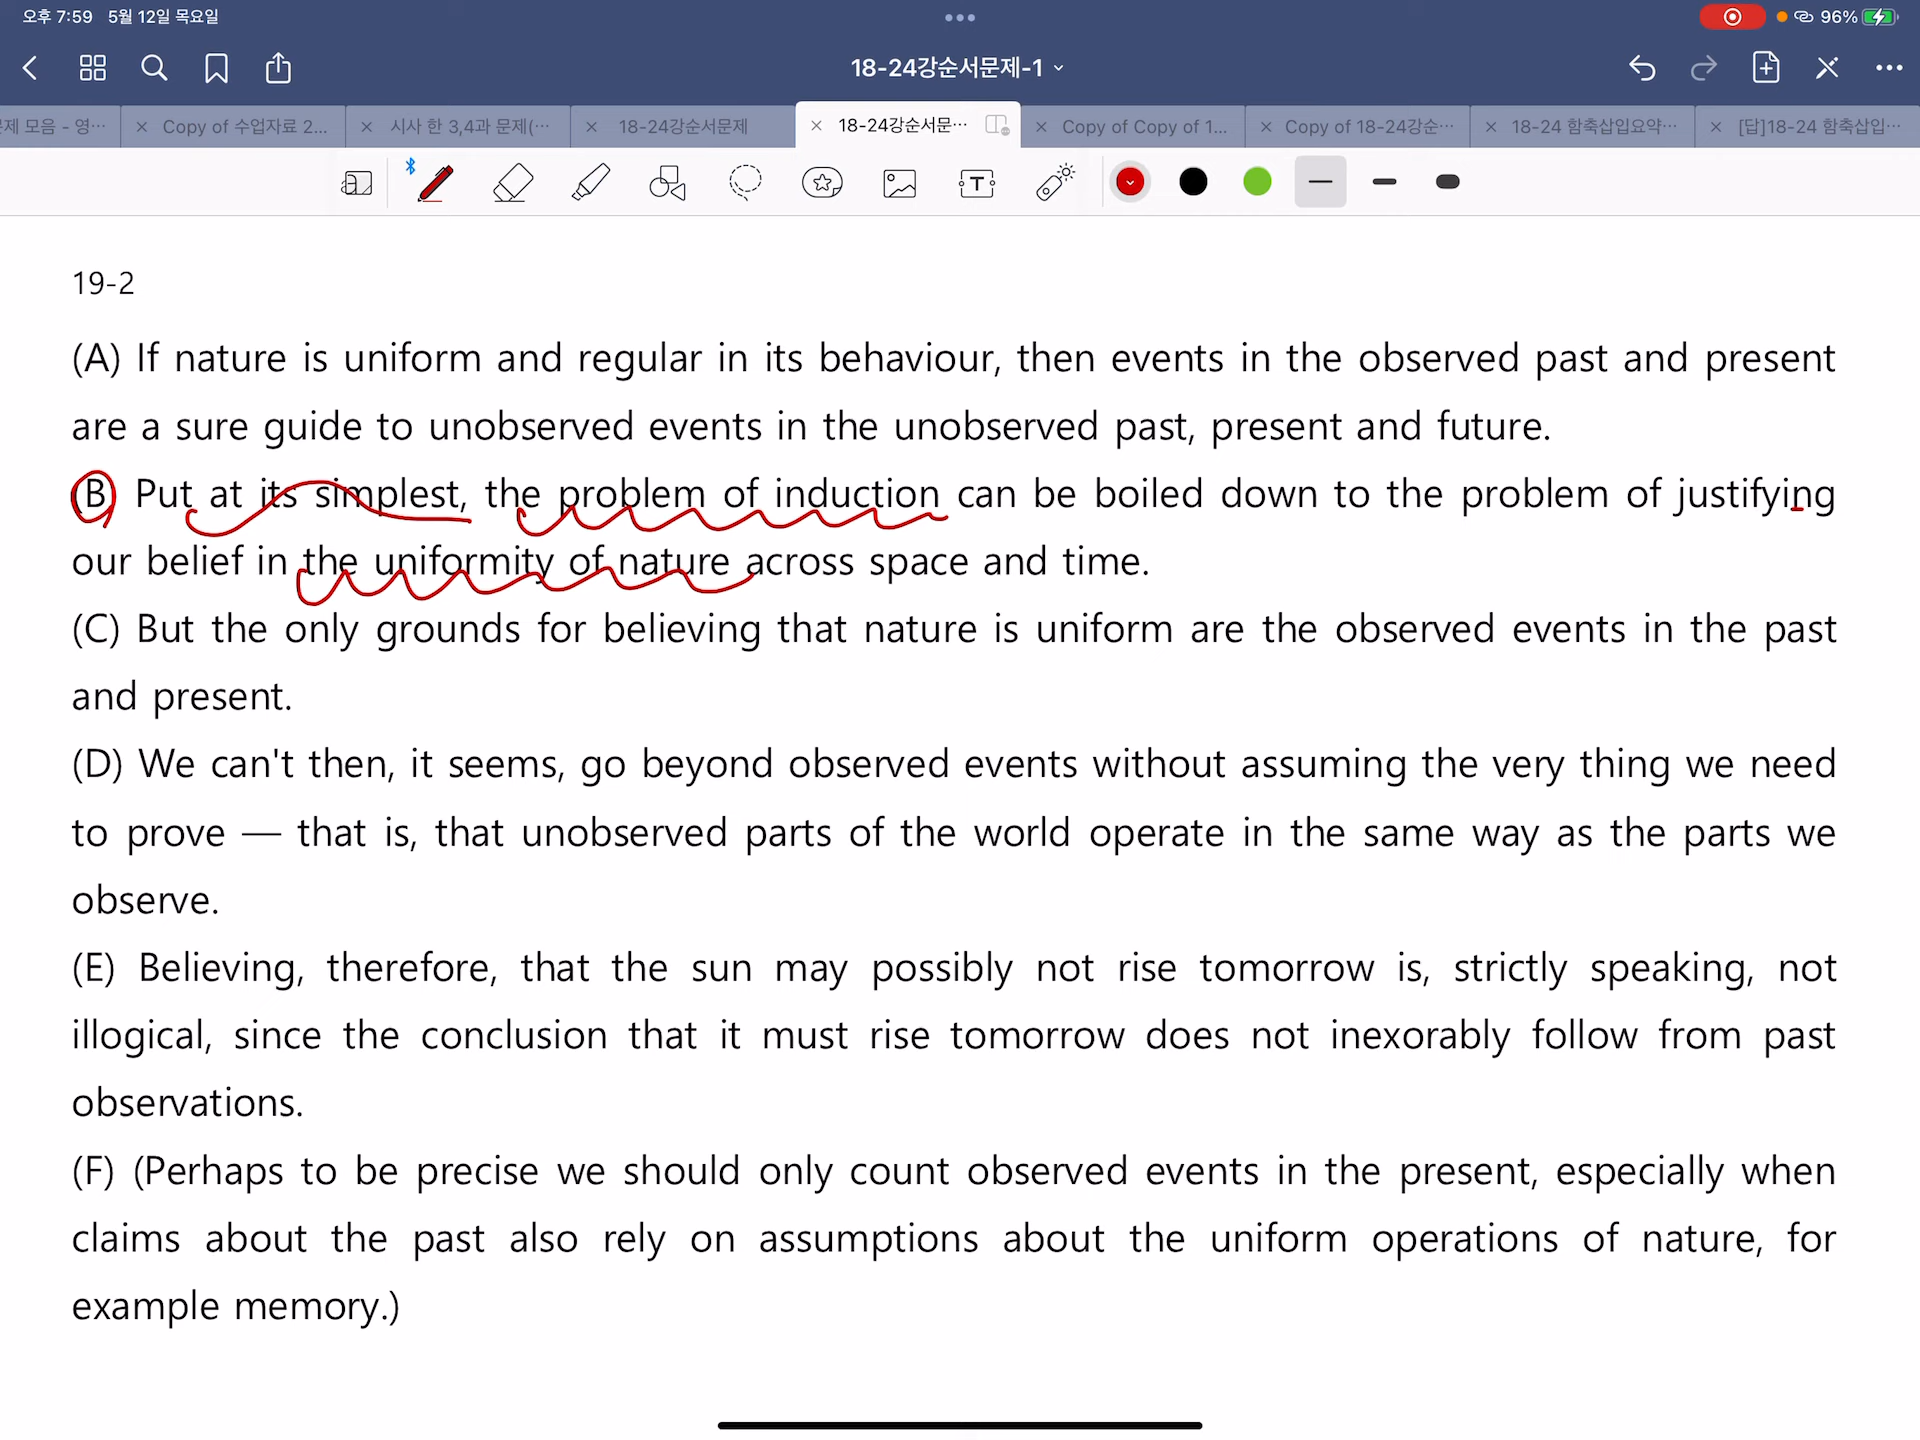 오후 7:59 5월 12일 목요일
96%
18-24강순서문제-1
제 모음 - 영…
Copy of 수업자료 2...
시사 한 3,4과 문제(…
18-24강순서문제
18-24강순서문…
Copy of Copy of 1...
Copy of 18-24강순…
18-24 함축삽입요약…
[답]18-24 함축삽입…
19-2
(A) If nature is uniform and regular in its behaviour, then events in the observed past and present
are a sure guide to unobserved events in the unobserved past, present and future.
(B) Put at its simplest, the problem of induction can be boiled down to the problem of justifying
our belief in the uniformity of nature across space and time.
(C) But the only grounds for believing that nature is uniform are the observed events in the past
and present.
(D) We can't then, it seems, go beyond observed events without assuming the very thing we need
to prove — that is, that unobserved parts of the world operate in the same way as the parts we
observe.
(E) Believing, therefore, that the sun may possibly not rise tomorrow is, strictly speaking, not
illogical, since the conclusion that it must rise tomorrow does not inexorably follow from past
observations.
(F) (Perhaps to be precise we should only count observed events in the present, especially when
claims about the past also rely on assumptions about the uniform operations of nature, for
example memory.)